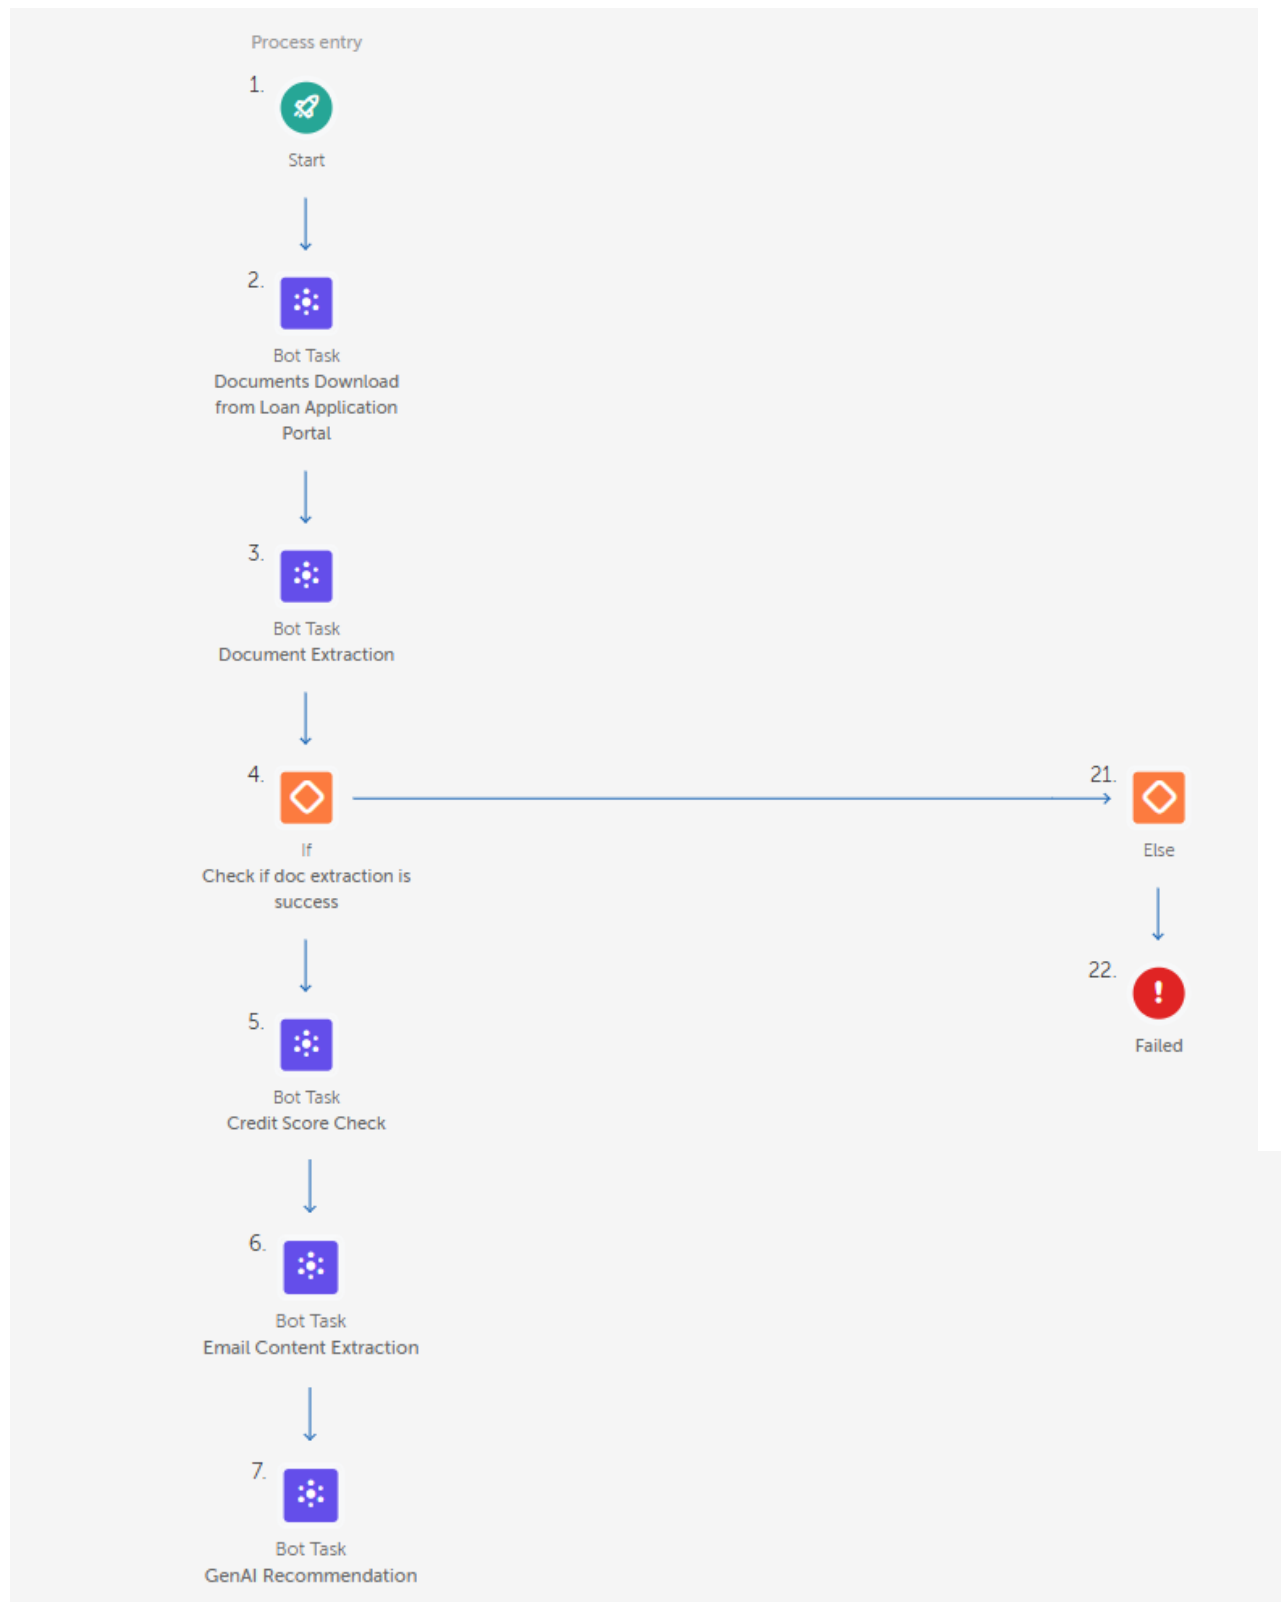 Process entry
1.
Start
2.
Bot Task
Documents Download
from Loan Application
Portal
3.
Bot Task
Document Extraction
4.
If
Check if doc extraction is
success
21.
Else
22.
Failed
5.
Bot Task
Credit Score Check
6.
Bot Task
Email Content Extraction
7.
Bot Task
GenAI Recommendation